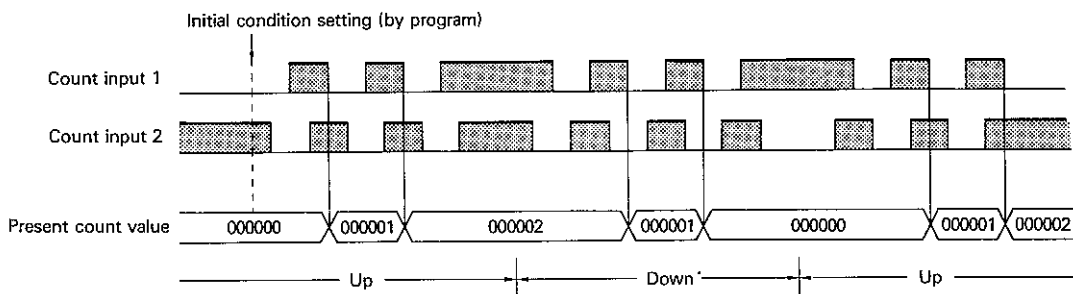 Initial condition setting (by program)
Count input 1
Count input 2
Present count value
000000 000001 000002 000001 000000 000001 000002
Up Down Up